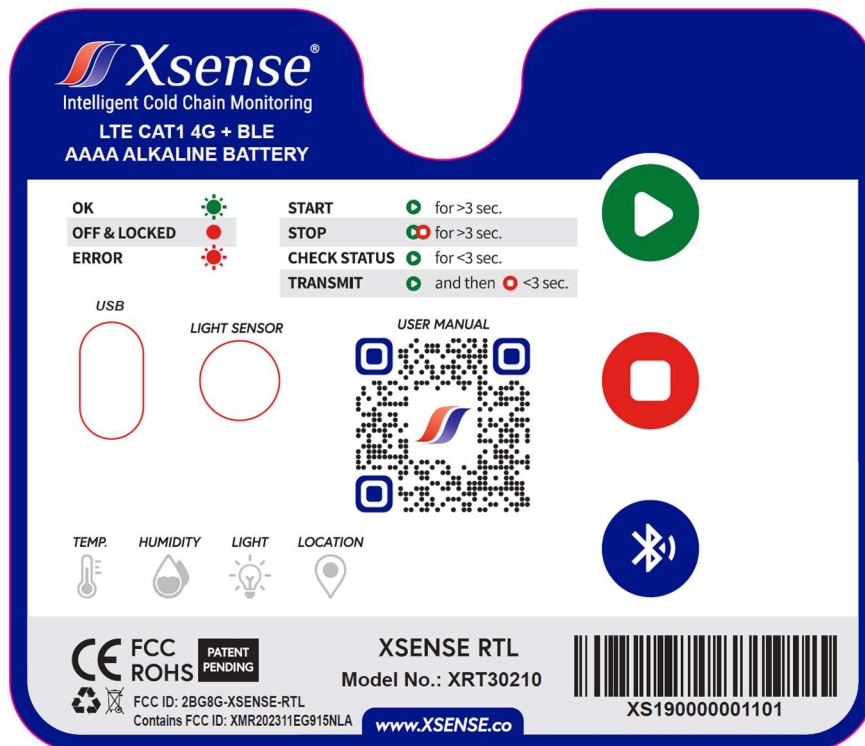 Xsense®
Intelligent Cold Chain Monitoring
LTE CAT1 4G + BLE
AAAA ALKALINE BATTERY
OK
OFF & LOCKED
ERROR
START for >3 sec.
STOP for >3 sec.
CHECK STATUS for <3 sec.
TRANSMIT and then <3 sec.
USB
LIGHT SENSOR
USER MANUAL
TEMP. HUMIDITY LIGHT LOCATION
CE FCC ROHS
PATENT PENDING
FCC ID: 2BG8G-XSENSE-RTL
Contains FCC ID: XMR202311EG915NLA
XSENSE RTL
Model No.: XRT30210
www.XSENSE.co
XS190000001101